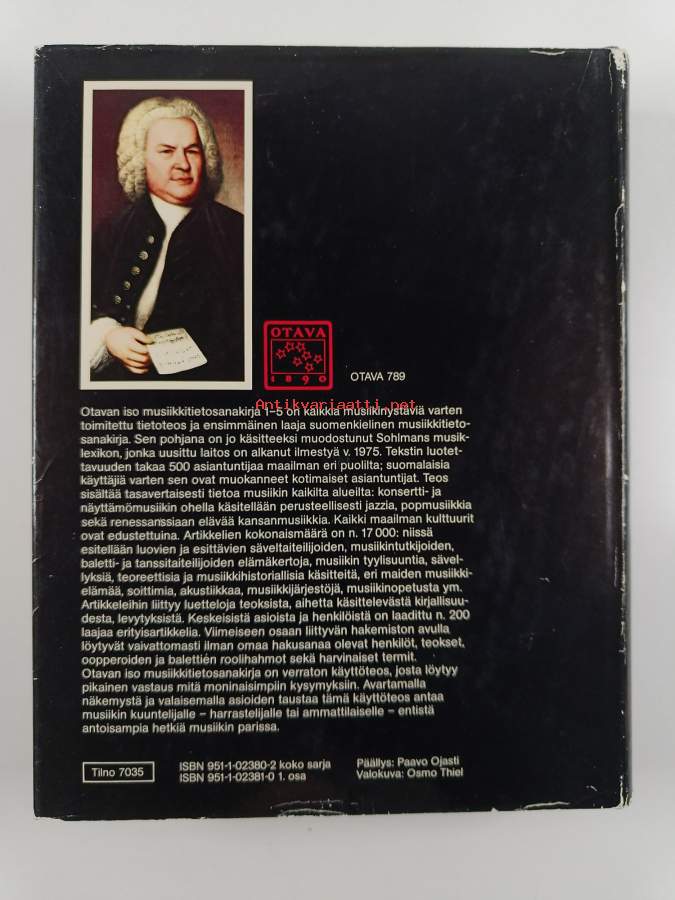 OTAVA
1890
OTAVA 789
Antikvariaatti.net
Otavan iso musiikkitietosanakirja 1–5 on kaikkia musiikinystäviä varten
toimitettu tietoteos ja ensimmäinen laaja suomenkielinen musiikkitieto-
sanakirja. Sen pohjana on jo käsitteeksi muodostunut Sohlmans musik-
lexikon, jonka uusittu laitos on alkanut ilmestyä v. 1975. Tekstin luotet-
tavuuden takaa 500 asiantuntijaa maailman eri puolilta; suomalaisia
käyttäjiä varten sen ovat muokanneet kotimaiset asiantuntijat. Teos
sisältää tasavertaisesti tietoa musiikin kaikilta alueilta: konsertti- ja
näyttämömusiikin ohella käsitellään perusteellisesti jazzia, popmusiikkia
sekä renessanssiaan elävää kansanmusiikkia. Kaikki maailman kulttuurit
ovat edustettuina. Artikkelien kokonaismäärä on n. 17 000: niissä
esitellään luovien ja esittävien säveltaiteilijoiden, musiikintutkijoiden,
baletti- ja tanssitaiteilijoiden elämäkertoja, musiikin tyylisuuntia, sävel-
lyksiä, teoreettisia ja musiikkihistoriallisia käsitteitä, eri maiden musiikki-
elämää, soittimia, akustiikkaa, musiikkijärjestöjä, musiikinopetusta ym.
Artikkeleihin liittyy luetteloja teoksista, aihetta käsittelevästä kirjallisuu-
desta, levytyksistä. Keskeisistä asioista ja henkilöistä on laadittu n. 200
laajaa erityisartikkelia. Viimeiseen osaan liittyvän hakemiston avulla
löytyvät vaivattomasti ilman omaa hakusanaa olevat henkilöt, teokset,
oopperoiden ja balettien roolihahmot sekä harvinaiset termit.
Otavan iso musiikkitietosanakirja on verraton käyttöteos, josta löytyy
pikainen vastaus mitä moninaisimpiin kysymyksiin. Avartamalla
näkemystä ja valaisemalla asioiden taustaa tämä käyttöteos antaa
musiikin kuuntelijalle – harrastelijalle tai ammattilaiselle – entistä
antoisampia hetkiä musiikin parissa.
Tilno 7035
ISBN 951-1-02380-2 koko sarja
ISBN 951-1-02381-0 1. osa
Päällys: Paavo Ojasti
Valokuva: Osmo Thiel